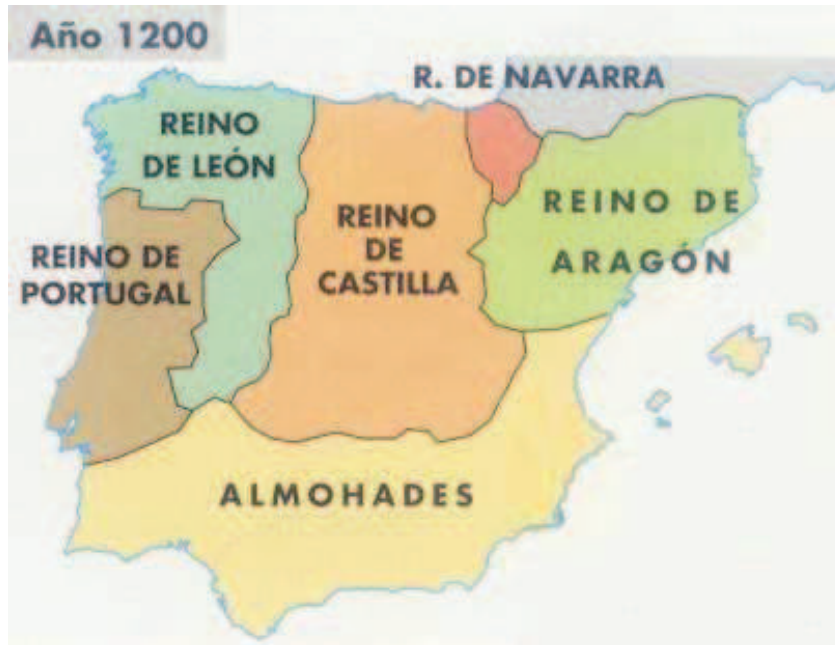 Año 1200
R. DE NAVARRA
REINO
DE LEÓN
REINO
DE
CASTILLA
REINO DE
ARAGÓN
REINO DE
PORTUGAL
ALMOHADES